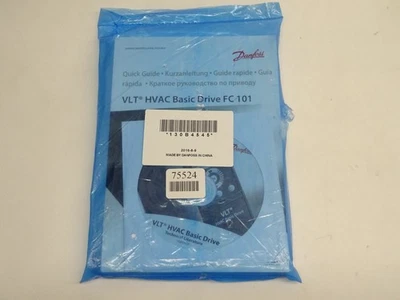 Danfoss
Quick Guide • Kurzanleitung • Guide rapide • Guía
rápida • Краткое руководство по приводу
VLT® HVAC Basic Drive FC 101
*130B4645*
MADE BY DANFOSS IN CHINA
75524
VLT®
VLT® HVAC Basic Drive